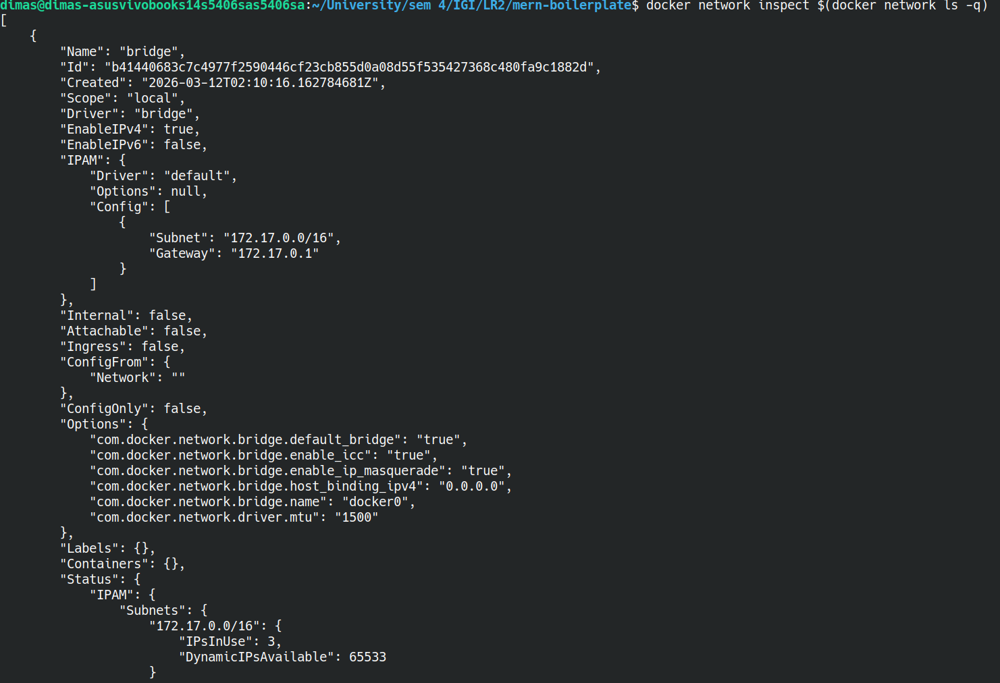 dimas@dimas-asusvivobooks14s5406sas5406sa:~/University/sem 4/IGI/LR2/mern-boilerplate$ docker network inspect $(docker network ls -q)
[
    {
        "Name": "bridge",
        "Id": "b41440683c7c4977f2590446cf23cb855d0a08d55f535427368c480fa9c1882d",
        "Created": "2026-03-12T02:10:16.162784681Z",
        "Scope": "local",
        "Driver": "bridge",
        "EnableIPv4": true,
        "EnableIPv6": false,
        "IPAM": {
            "Driver": "default",
            "Options": null,
            "Config": [
                {
                    "Subnet": "172.17.0.0/16",
                    "Gateway": "172.17.0.1"
                }
            ]
        },
        "Internal": false,
        "Attachable": false,
        "Ingress": false,
        "ConfigFrom": {
            "Network": ""
        },
        "ConfigOnly": false,
        "Options": {
            "com.docker.network.bridge.default_bridge": "true",
            "com.docker.network.bridge.enable_icc": "true",
            "com.docker.network.bridge.enable_ip_masquerade": "true",
            "com.docker.network.bridge.host_binding_ipv4": "0.0.0.0",
            "com.docker.network.bridge.name": "docker0",
            "com.docker.network.driver.mtu": "1500"
        },
        "Labels": {},
        "Containers": {},
        "Status": {
            "IPAM": {
                "Subnets": {
                    "172.17.0.0/16": {
                        "IPsInUse": 3,
                        "DynamicIPsAvailable": 65533
                    }